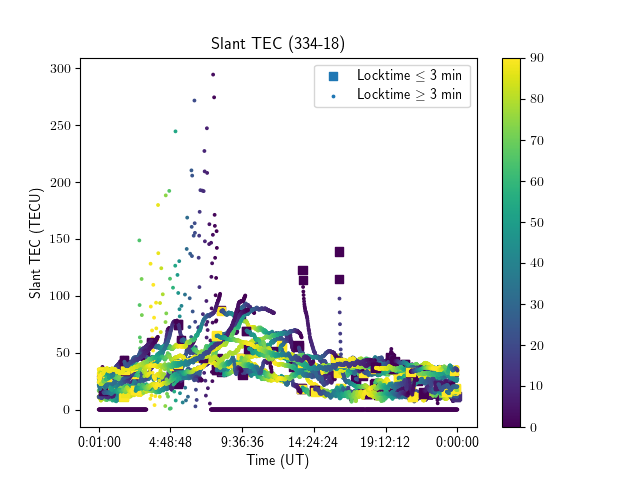 Slant TEC (334-18)
Locktime ≤ 3 min
Locktime ≥ 3 min
Slant TEC (TECU)
300
250
200
150
100
50
0
0:01:00 4:48:48 9:36:36 14:24:24 19:12:12 0:00:00
Time (UT)
90
80
70
60
50
40
30
20
10
0